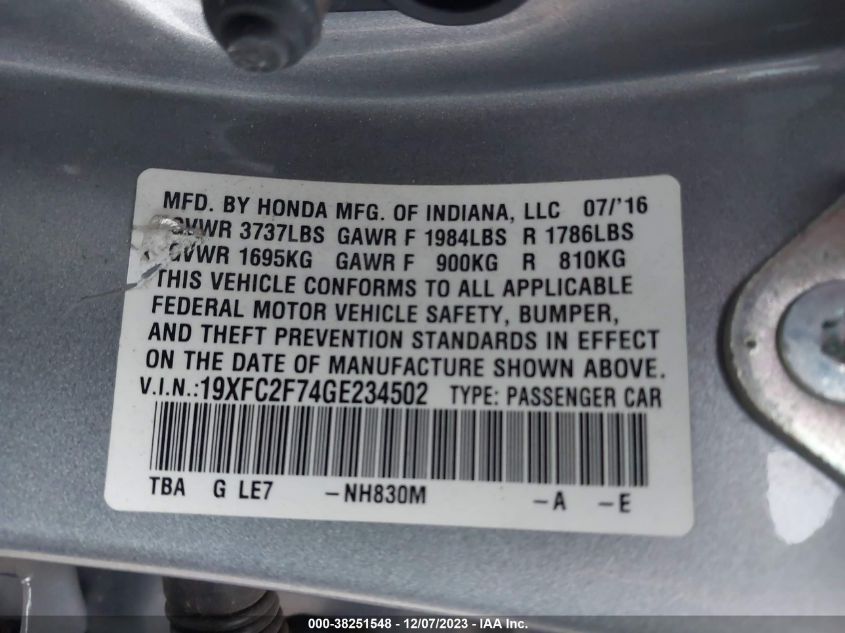 MFD. BY HONDA MFG. OF INDIANA, LLC 07/'16
GVWR 3737LBS GAWR F 1984LBS R 1786LBS
GVWR 1695KG GAWR F 900KG R 810KG
THIS VEHICLE CONFORMS TO ALL APPLICABLE
FEDERAL MOTOR VEHICLE SAFETY, BUMPER,
AND THEFT PREVENTION STANDARDS IN EFFECT
ON THE DATE OF MANUFACTURE SHOWN ABOVE.
V.I.N.:19XFC2F74GE234502 TYPE: PASSENGER CAR
TBA G LE7 -NH830M -A -E
000-38251548 - 12/07/2023 - IAA Inc.